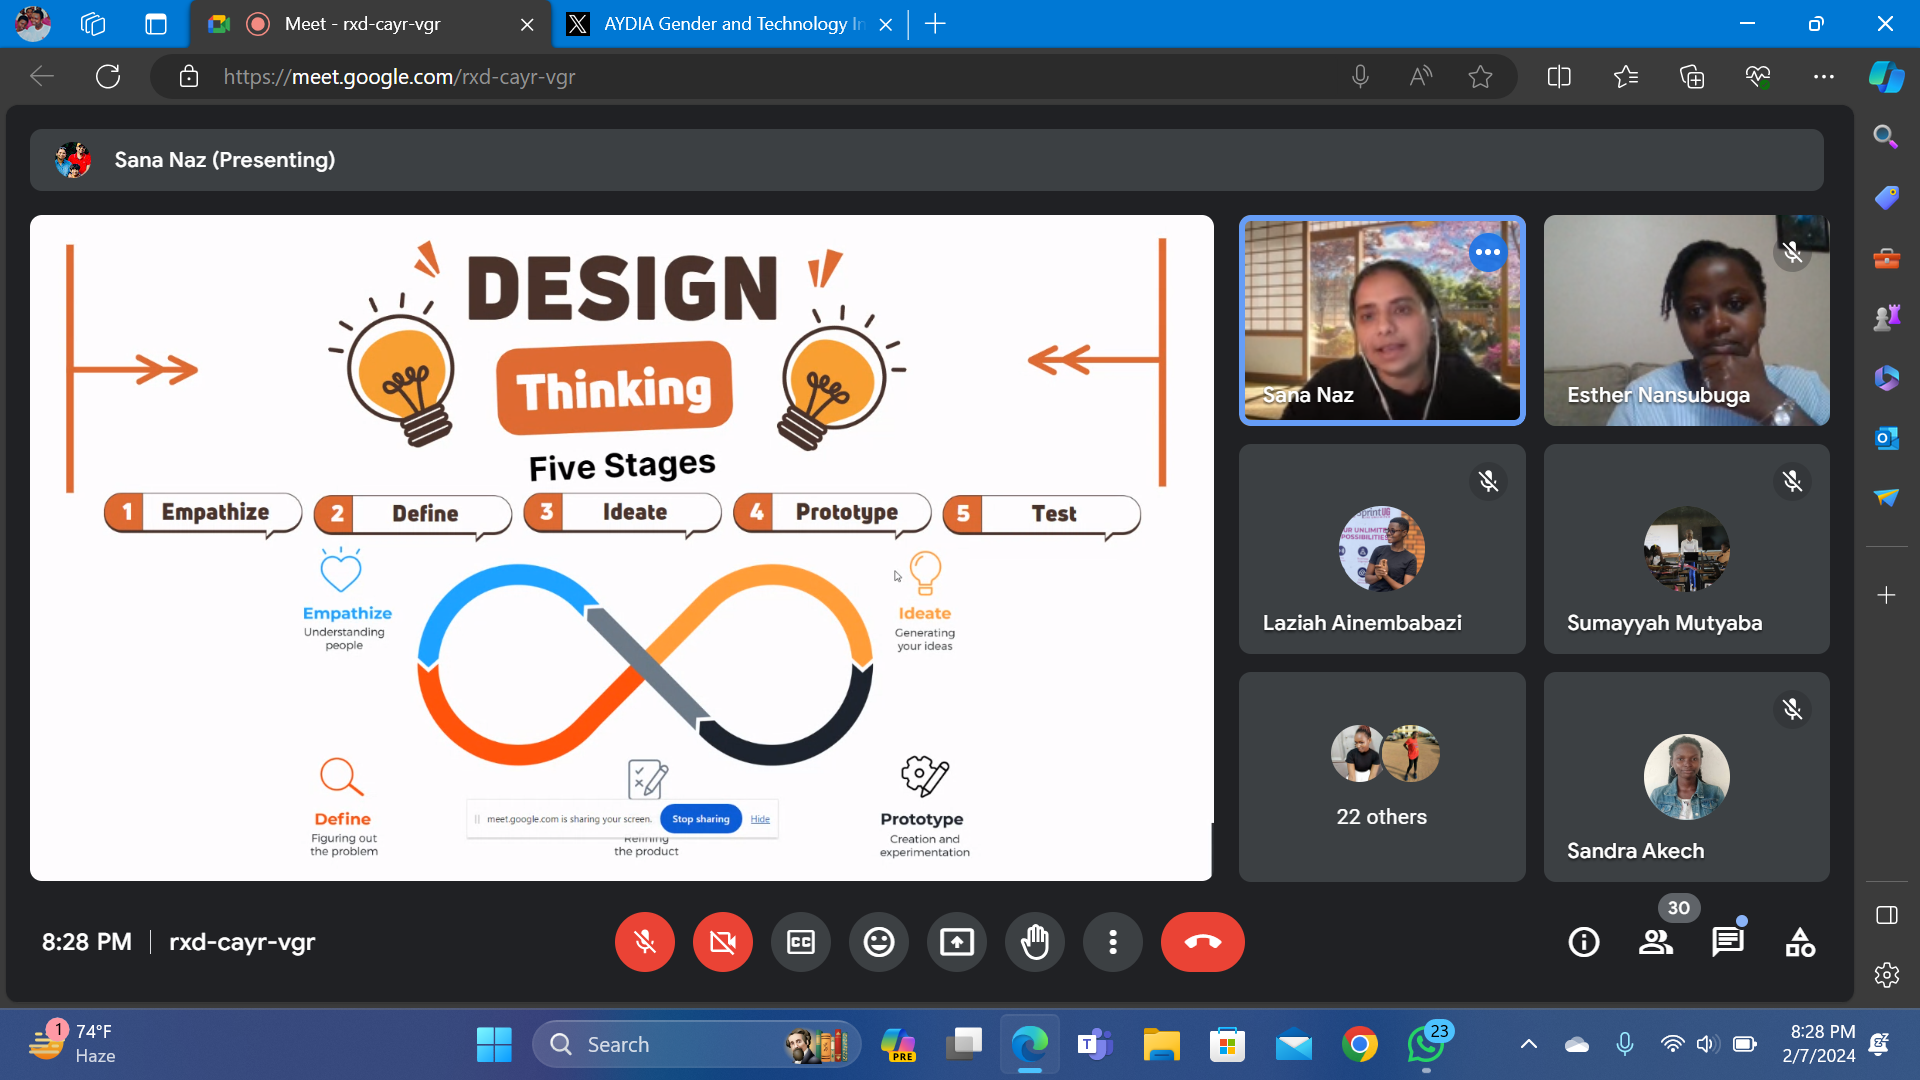 Meet - rxd-cayr-vgr
AYDIA Gender and Technology In
https://meet.google.com/rxd-cayr-vgr
Sana Naz (Presenting)
DESIGN
Thinking
Five Stages
1 Empathize
2 Define
3 Ideate
4 Prototype
5 Test
Empathize
Understanding
people
Ideate
Generating
your ideas
Define
Figuring out
the problem
meet.google.com is sharing your screen. Stop sharing Hide
Refining
the product
Prototype
Creation and
experimentation
Sana Naz
Esther Nansubuga
Laziah Ainembabazi
Sumayyah Mutyaba
22 others
Sandra Akech
8:28 PM | rxd-cayr-vgr
CC
30
1
74°F
Haze
Search
PRE
T
23
8:28 PM
2/7/2024